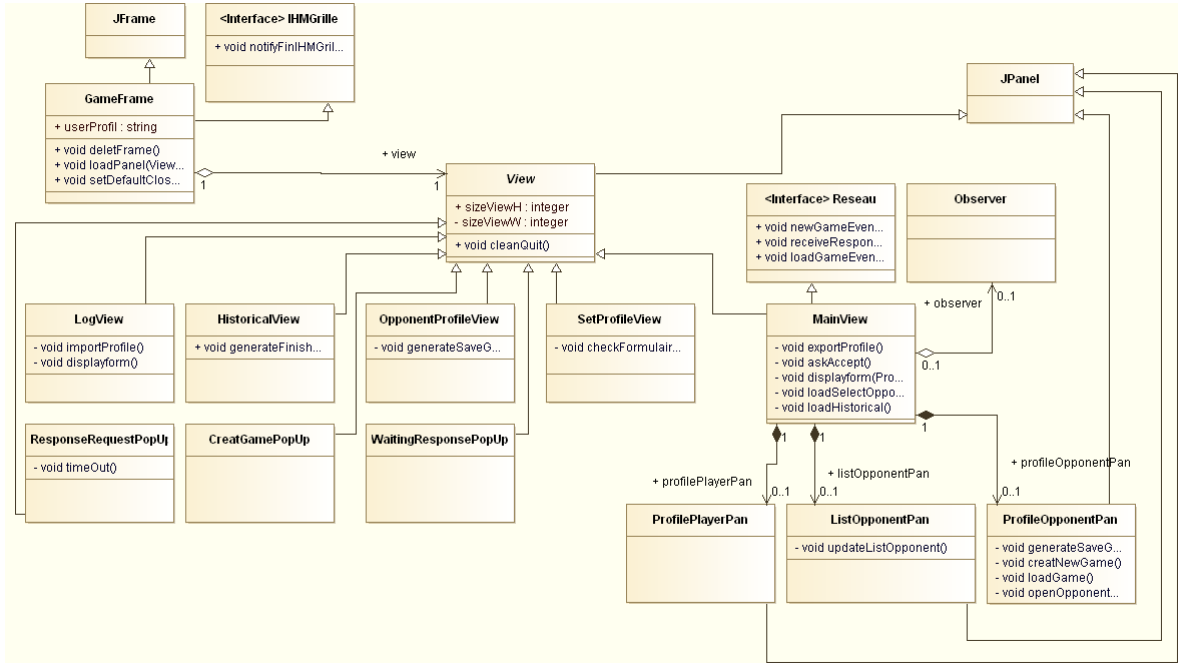 JFrame
<Interface> IHMGrille
+ void notifyFinIHMGril...
GameFrame
+ userProfil : string
+ void deletFrame()
+ void loadPanel(View...
+ void setDefaultClos...
1
+ view
1
JPanel
View
+ sizeViewH : integer
- sizeViewW : integer
+ void cleanQuit()
<Interface> Reseau
+ void newGameEven...
+ void receiveRespon...
+ void loadGameEven...
Observer
+ observer
0..1
LogView
- void importProfile()
- void displayform()
HistoricalView
+ void generateFinish...
OpponentProfileView
- void generateSaveG...
SetProfileView
- void checkFormulair...
MainView
- void exportProfile()
- void askAccept()
- void displayform(Pro...
- void loadSelectOppo...
- void loadHistorical()
0..1
1
1
1
ResponseRequestPopUp
- void timeOut()
CreatGamePopUp
WaitingResponsePopUp
+ profilePlayerPan
0..1
+ listOpponentPan
0..1
+ profileOpponentPan
0..1
ProfilePlayerPan
ListOpponentPan
- void updateListOpponent()
ProfileOpponentPan
- void generateSaveG...
- void creatNewGame()
- void loadGame()
- void openOpponent...